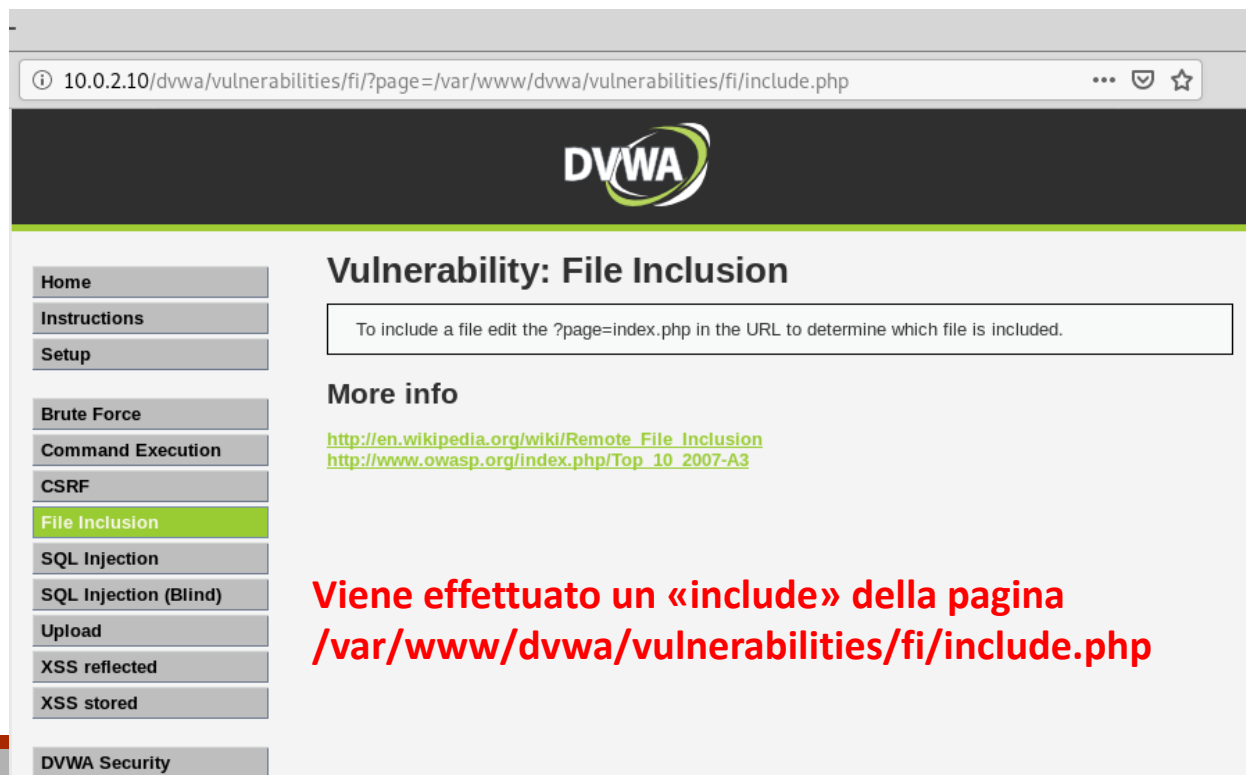 10.0.2.10/dvwa/vulnerabilities/fi/?page=/var/www/dvwa/vulnerabilities/fi/include.php
DVWA
Home
Instructions
Setup
Brute Force
Command Execution
CSRF
File Inclusion
SQL Injection
SQL Injection (Blind)
Upload
XSS reflected
XSS stored
DVWA Security
Vulnerability: File Inclusion
To include a file edit the ?page=index.php in the URL to determine which file is included.
More info
http://en.wikipedia.org/wiki/Remote_File_Inclusion
http://www.owasp.org/index.php/Top_10_2007-A3
Viene effettuato un «include» della pagina
/var/www/dvwa/vulnerabilities/fi/include.php